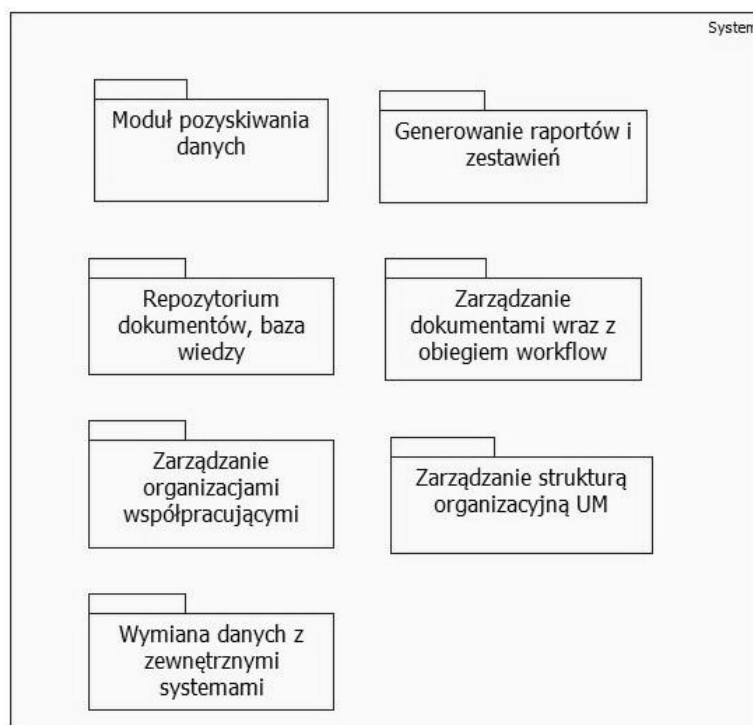 System
Moduł pozyskiwania
danych
Generowanie raportów i
zestawień
Repozytorium
dokumentów, baza
wiedzy
Zarządzanie
dokumentami wraz z
obiegiem workflow
Zarządzanie
organizacjami
współpracującymi
Zarządzanie strukturą
organizacyjną UM
Wymiana danych z
zewnętrznymi
systemami